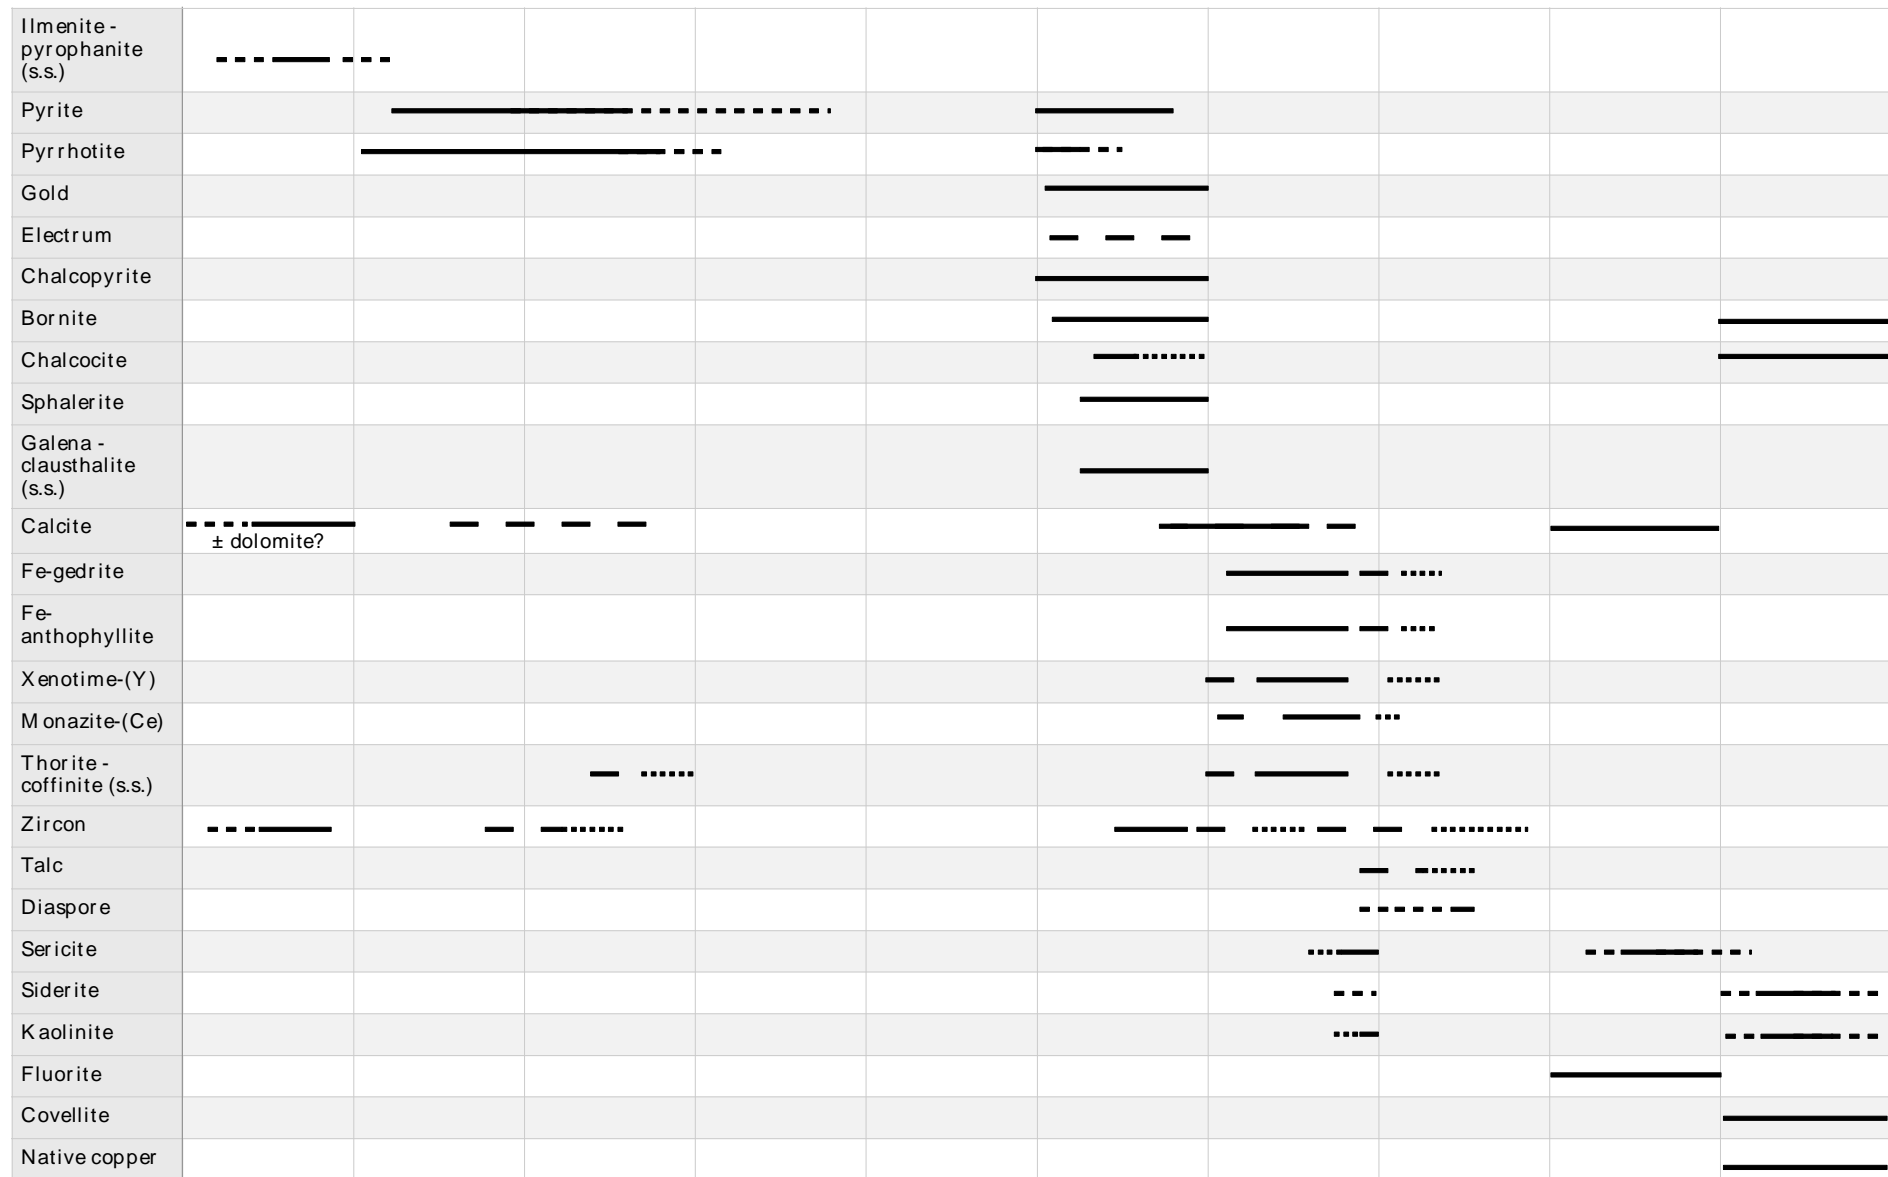 Ilmenite -
pyrophanite
(s.s.)
Pyrite
Pyrrhotite
Gold
Electrum
Chalcopyrite
Bornite
Chalcocite
Sphalerite
Galena -
clausthalite
(s.s.)
Calcite
± dolomite?
Fe-gedrite
Fe-
anthophyllite
Xenotime-(Y)
Monazite-(Ce)
Thorite -
coffinite (s.s.)
Zircon
Talc
Diaspore
Sericite
Siderite
Kaolinite
Fluorite
Covellite
Native copper